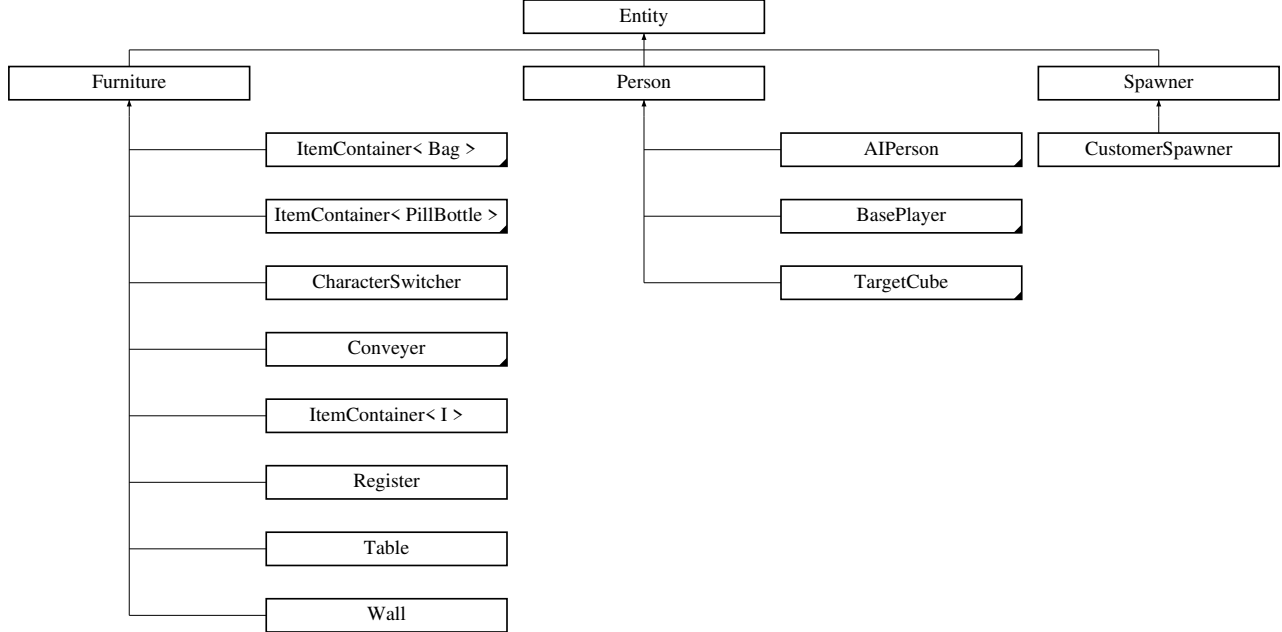 Entity
Furniture
Person
Spawner
ItemContainer< Bag >
AIPerson
CustomerSpawner
ItemContainer< PillBottle >
BasePlayer
CharacterSwitcher
TargetCube
Conveyer
ItemContainer< I >
Register
Table
Wall